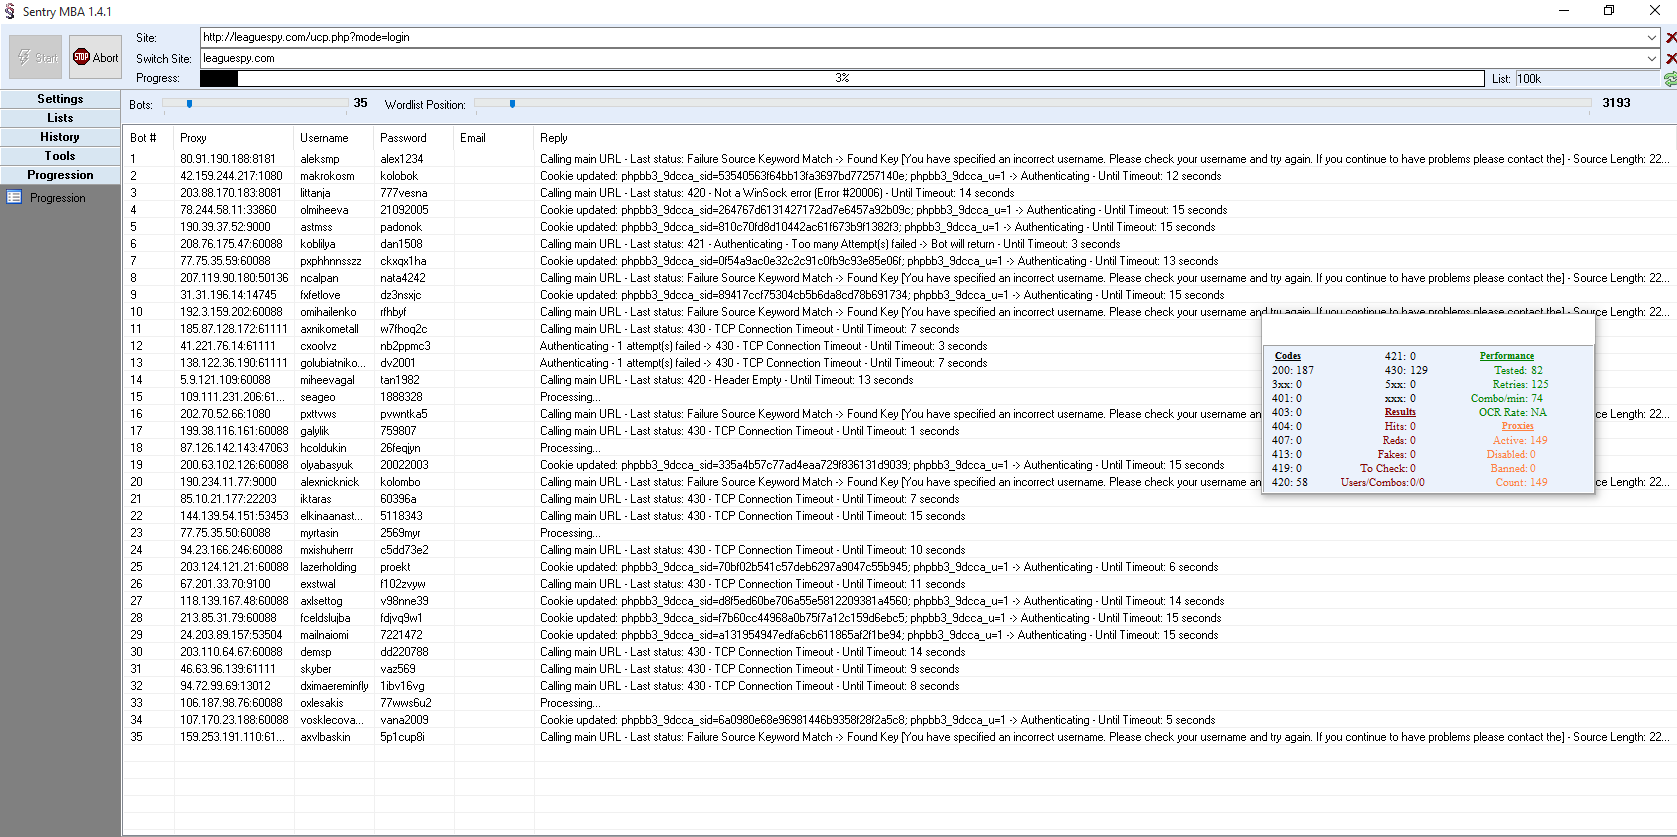 Sentry MBA 1.4.1
Start
STOP Abort
Site: http://leaguespy.com/ucp.php?mode=login
Switch Site: leaguespy.com
Progress: 3% List: 100k
Settings
Lists
History
Tools
Progression
Progression
Bots: 35 Wordlist Position: 3193
Bot # Proxy Username Password Email Reply
1 80.91.190.188:8181 aleksmp alex1234 Calling main URL - Last status: Failure Source Keyword Match -> Found Key [You have specified an incorrect username. Please check your username and try again. If you continue to have problems please contact the] - Source Length: 22...
2 42.159.244.217:1080 makrokosm kolobok Cookie updated: phpbb3_9dcca_sid=53540563f64bb13fa3697bd77257140e; phpbb3_9dcca_u=1 -> Authenticating - Until Timeout: 12 seconds
3 203.88.170.183:8081 littanja 777vesna Calling main URL - Last status: 420 - Not a WinSock error (Error #20006) - Until Timeout: 14 seconds
4 78.244.58.11:33860 olmiheeva 21092005 Cookie updated: phpbb3_9dcca_sid=264767d6131427172ad7e6457a92b09c; phpbb3_9dcca_u=1 -> Authenticating - Until Timeout: 15 seconds
5 190.39.37.52:9000 astmss padonok Cookie updated: phpbb3_9dcca_sid=810c70fd8d10442ac61f673b9f1382f3; phpbb3_9dcca_u=1 -> Authenticating - Until Timeout: 15 seconds
6 208.76.175.47:60088 koblilya dan1508 Calling main URL - Last status: 421 - Authenticating - Too many Attempt(s) failed -> Bot will return - Until Timeout: 3 seconds
7 77.75.35.59:60088 pxphhnnsszz ckxqx1ha Cookie updated: phpbb3_9dcca_sid=0f54a9ac0e32c2c91c0fb9c93e85e06f; phpbb3_9dcca_u=1 -> Authenticating - Until Timeout: 13 seconds
8 207.119.90.180:50136 ncalpan nata4242 Calling main URL - Last status: Failure Source Keyword Match -> Found Key [You have specified an incorrect username. Please check your username and try again. If you continue to have problems please contact the] - Source Length: 22...
9 31.31.196.14:14745 fxfetlove dz3nsxjc Cookie updated: phpbb3_9dcca_sid=89417ccf75304cb5b6da8cd78b691734; phpbb3_9dcca_u=1 -> Authenticating - Until Timeout: 15 seconds
10 192.3.159.202:60088 omihailenko rfhbyf Calling main URL - Last status: Failure Source Keyword Match -> Found Key [You have specified an incorrect username. Please check your username and try again. If you continue to have problems please contact the] - Source Length: 22...
11 185.87.128.172:61111 axnikometall w7fhoq2c Calling main URL - Last status: 430 - TCP Connection Timeout - Until Timeout: 7 seconds
12 41.221.76.14:61111 cxoolvz nb2ppmc3 Authenticating - 1 attempt(s) failed -> 430 - TCP Connection Timeout - Until Timeout: 3 seconds
13 138.122.36.190:61111 golubiatniko... dv2001 Authenticating - 1 attempt(s) failed -> 430 - TCP Connection Timeout - Until Timeout: 7 seconds
14 5.9.121.109:60088 miheevagal tan1982 Calling main URL - Last status: 420 - Header Empty - Until Timeout: 13 seconds
15 109.111.231.206:61... seageo 1888328 Processing...
16 202.70.52.66:1080 pxttvws pvwntka5 Calling main URL - Last status: Failure Source Keyword Match -> Found Key [You have specified an incorrect username. Please check your username and rce Length: 22...
17 199.38.116.161:60088 galylik 759807 Calling main URL - Last status: 430 - TCP Connection Timeout - Until Timeout: 1 seconds
18 87.126.142.143:47063 hcoldukin 26feqjyn Processing...
19 200.63.102.126:60088 olyabasyuk 20022003 Cookie updated: phpbb3_9dcca_sid=335a4b57c77ad4eaa729f836131d9039; phpbb3_9dcca_u=1 -> Authenticating - Until Timeout: 15 seconds
20 190.234.11.77:9000 alexnicknick kolombo Calling main URL - Last status: Failure Source Keyword Match -> Found Key [You have specified an incorrect username. Please check your username and rce Length: 22...
21 85.10.21.177:22203 iktaras 60396a Calling main URL - Last status: 430 - TCP Connection Timeout - Until Timeout: 7 seconds
22 144.139.54.151:53453 elkinaanast... 5118343 Calling main URL - Last status: 430 - TCP Connection Timeout - Until Timeout: 15 seconds
23 77.75.35.50:60088 myrtasin 2569myr Processing...
24 94.23.166.246:60088 mxishuherrr c5dd73e2 Calling main URL - Last status: 430 - TCP Connection Timeout - Until Timeout: 10 seconds
25 203.124.121.21:60088 lazerholding proekt Cookie updated: phpbb3_9dcca_sid=70bf02b541c57deb6297a9047c55b945; phpbb3_9dcca_u=1 -> Authenticating - Until Timeout: 6 seconds
26 67.201.33.70:9100 exstwal f102zvyw Calling main URL - Last status: 430 - TCP Connection Timeout - Until Timeout: 11 seconds
27 118.139.167.48:60088 axlsettog v98nne39 Cookie updated: phpbb3_9dcca_sid=d8f5ed60be706a55e5812209381a4560; phpbb3_9dcca_u=1 -> Authenticating - Until Timeout: 14 seconds
28 213.85.31.79:60088 fceldslujba fdjvq9w1 Cookie updated: phpbb3_9dcca_sid=f7b60cc44968a0b75f7a12c159d6ebc5; phpbb3_9dcca_u=1 -> Authenticating - Until Timeout: 15 seconds
29 24.203.89.157:53504 mailnaiomi 7221472 Cookie updated: phpbb3_9dcca_sid=a131954947edfa6cb611865af2f1be94; phpbb3_9dcca_u=1 -> Authenticating - Until Timeout: 15 seconds
30 203.110.64.67:60088 demsp dd220788 Calling main URL - Last status: 430 - TCP Connection Timeout - Until Timeout: 14 seconds
31 46.63.96.139:61111 skyber vaz569 Calling main URL - Last status: 430 - TCP Connection Timeout - Until Timeout: 9 seconds
32 94.72.99.69:13012 dximaereminfly 1ibv16vg Calling main URL - Last status: 430 - TCP Connection Timeout - Until Timeout: 8 seconds
33 106.187.98.76:60088 oxlesakis 77wws6u2 Processing...
34 107.170.23.188:60088 vosklecova... vana2009 Cookie updated: phpbb3_9dcca_sid=6a0980e68e96981446b9358f28f2a5c8; phpbb3_9dcca_u=1 -> Authenticating - Until Timeout: 5 seconds
35 159.253.191.110:61... axvlbaskin 5p1cup8i Calling main URL - Last status: Failure Source Keyword Match -> Found Key [You have specified an incorrect username. Please check your username and try again. If you continue to have problems please contact the] - Source Length: 22...
Codes 421: 0 Performance
200: 187 430: 129 Tested: 82
3xx: 0 5xx: 0 Retries: 125
401: 0 xxx: 0 Combo/min: 74
403: 0 Results OCR Rate: NA
404: 0 Hits: 0 Proxies
407: 0 Reds: 0 Active: 149
413: 0 Fakes: 0 Disabled: 0
419: 0 To Check: 0 Banned: 0
420: 58 Users/Combos: 0/0 Count: 149